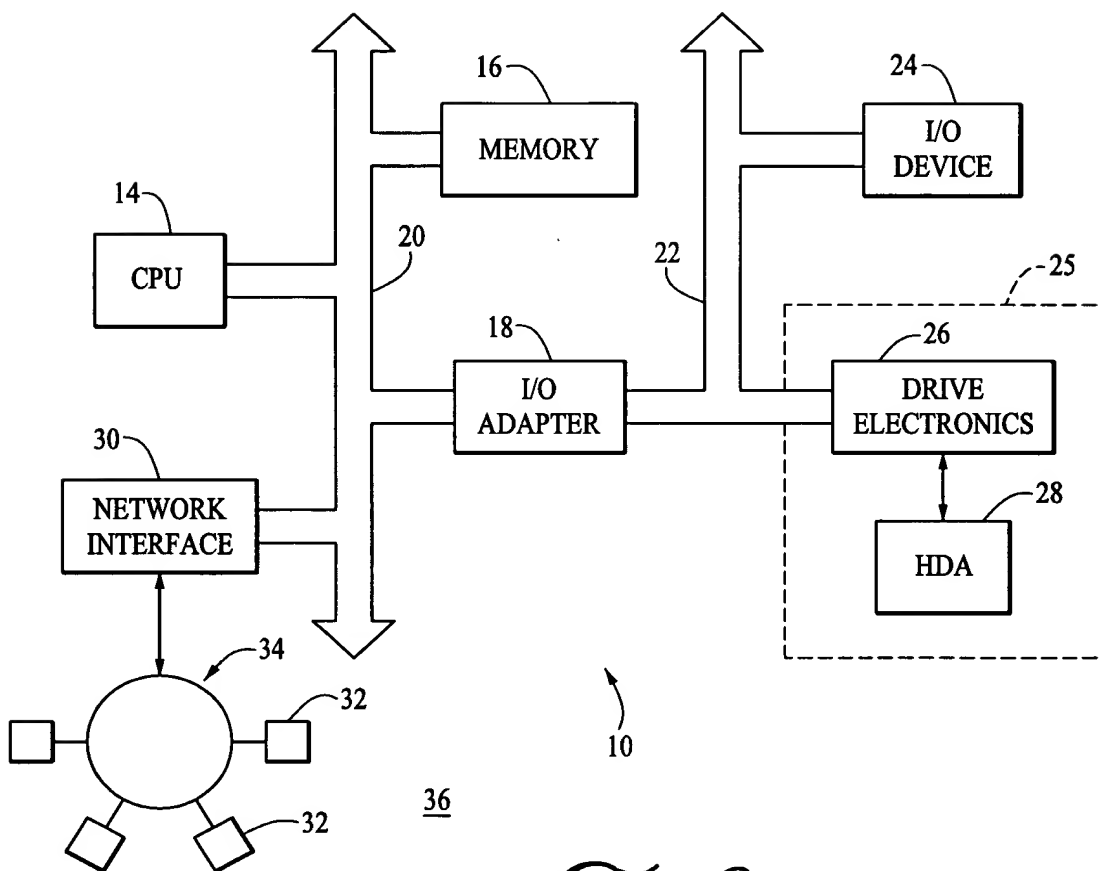 16
MEMORY
24
I/O
DEVICE
14
CPU
20
22
25
18
I/O
ADAPTER
26
DRIVE
ELECTRONICS
30
NETWORK
INTERFACE
28
HDA
34
32
10
36
32